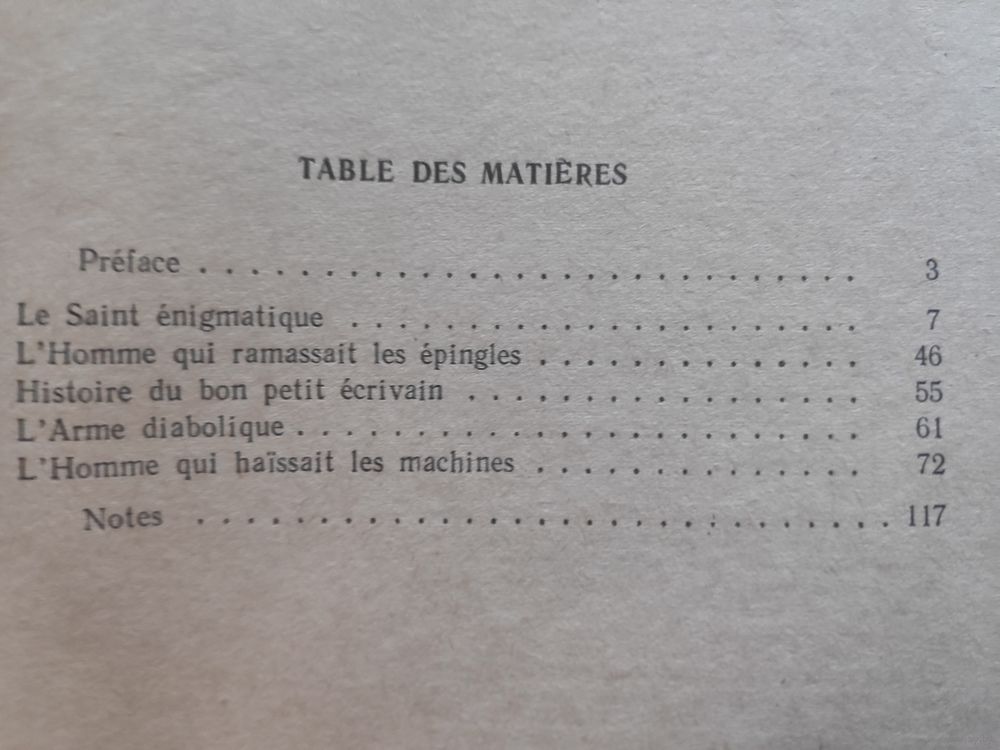 TABLE DES MATIÈRES
Préface . . . . . . . . . . . . . . . . . . . . . . . . . . . 3
Le Saint énigmatique . . . . . . . . . . . . . . . . . . . . . 7
L'Homme qui ramassait les épingles . . . . . . . . . . . . . . 46
Histoire du bon petit écrivain . . . . . . . . . . . . . . . . . 55
L'Arme diabolique . . . . . . . . . . . . . . . . . . . . . . . 61
L'Homme qui haïssait les machines . . . . . . . . . . . . . . 72
Notes . . . . . . . . . . . . . . . . . . . . . . . . . . . . . 117